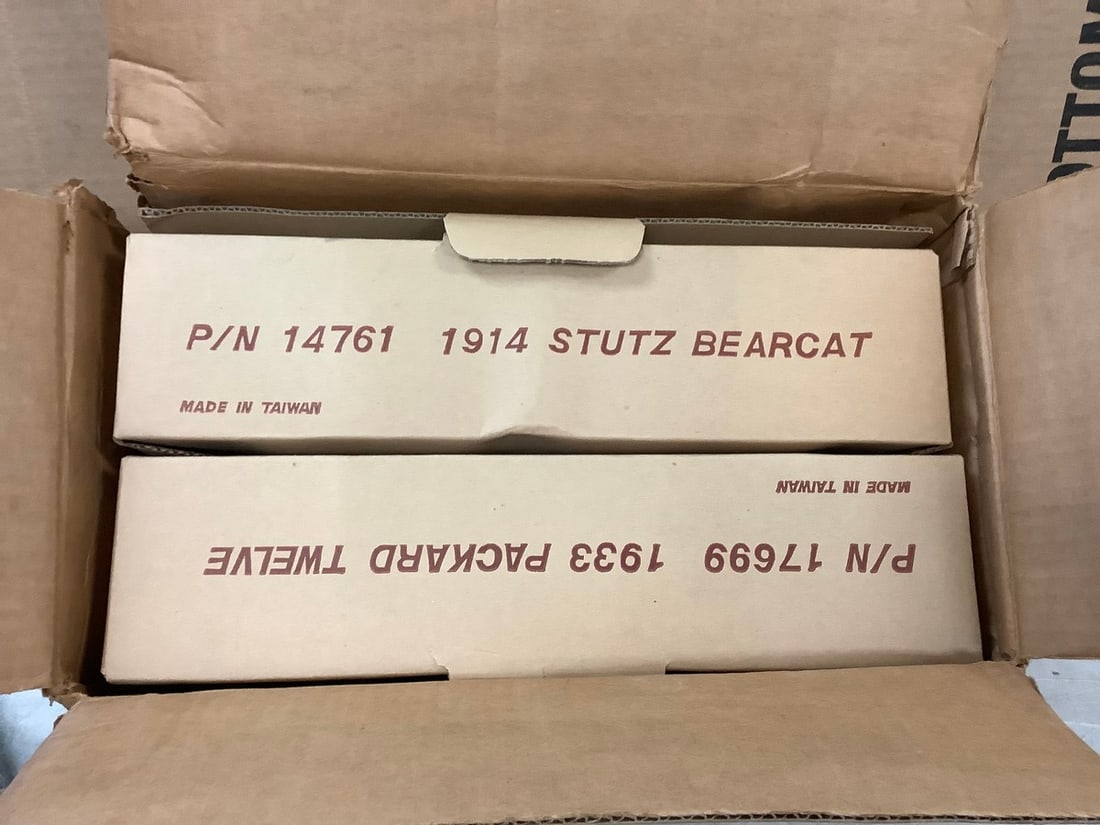 P/N 14761 1914 STUTZ BEARCAT
MADE IN TAIWAN
P/N 17699 1933 PACKARD TWELVE
MADE IN TAIWAN